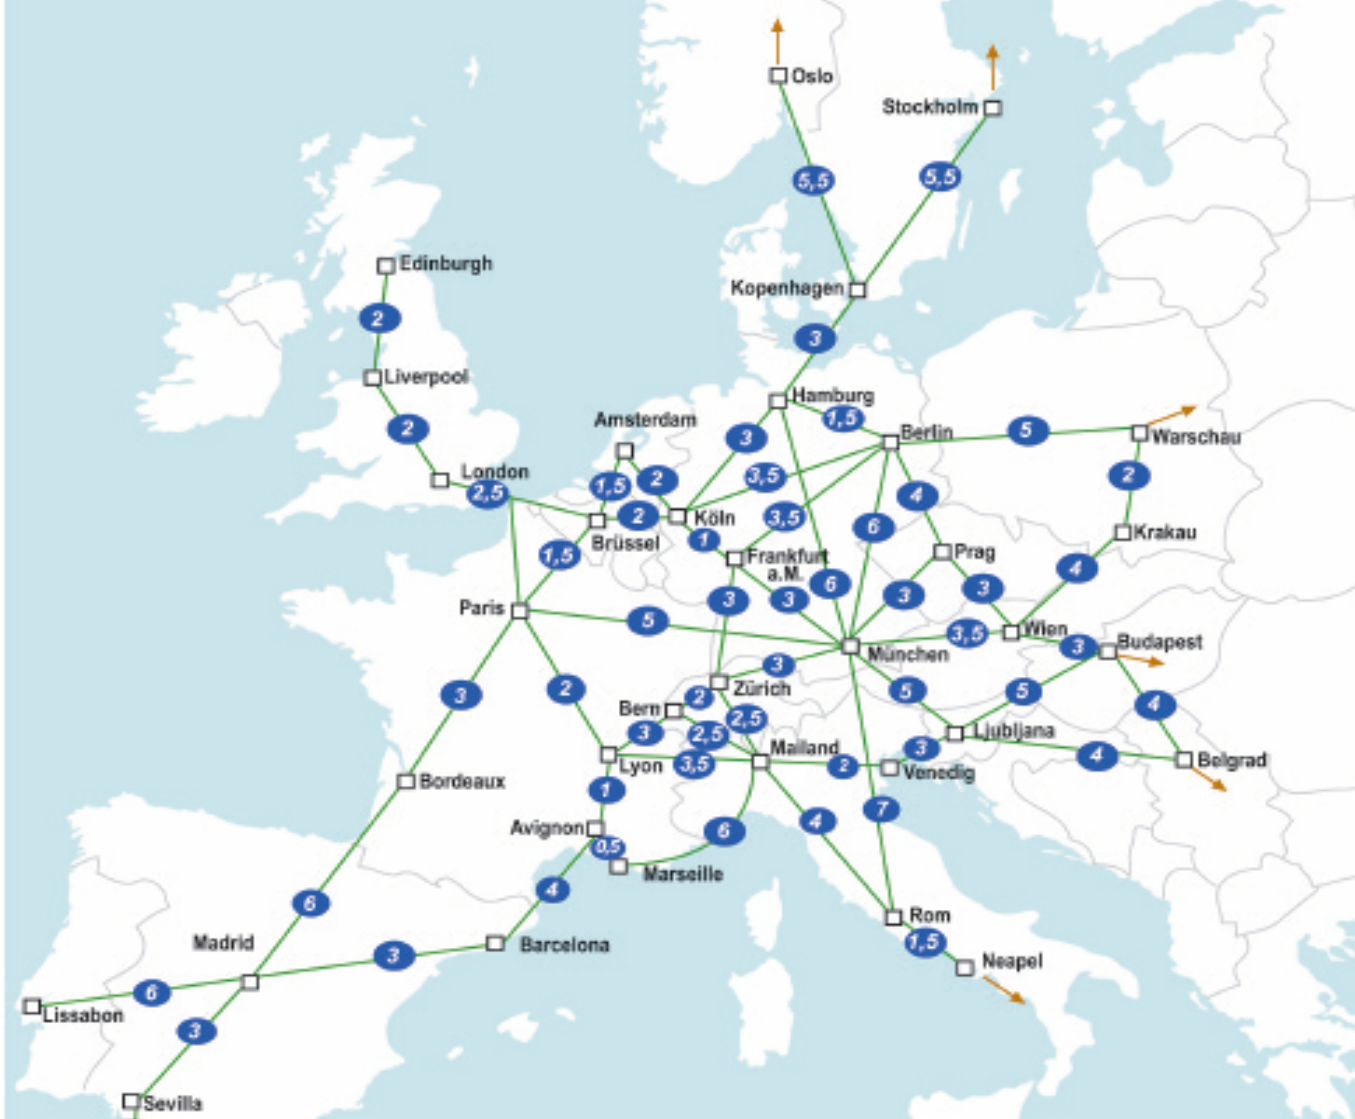 Oslo
Stockholm
5,5
5,5
Edinburgh
Kopenhagen
2
3
Liverpool
Hamburg
1,5
Amsterdam
2
3
Berlin
5
Warschau
London
2,5
1,5
2
3,5
2
4
Köln
2
3,5
Brüssel
1
6
Krakau
1,5
Frankfurt
a.M.
Prag
4
6
3
3
3
3
Paris
5
3,5
Wien
3
Budapest
München
3
Zürich
3
2
2
5
5
4
Bern
2,5
3
2,5
Ljubljana
Mailand
3
4
Lyon
3,5
2
Venedig
Belgrad
Bordeaux
1
7
4
Avignon
6
0,5
Marseille
4
6
Rom
Madrid
Barcelona
1,5
3
Neapel
6
Lissabon
3
Sevilla